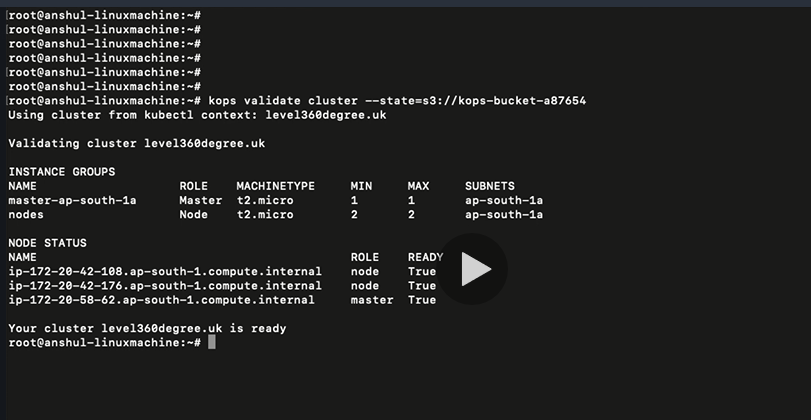 root@anshul-linuxmachine:~#
root@anshul-linuxmachine:~#
root@anshul-linuxmachine:~#
root@anshul-linuxmachine:~#
root@anshul-linuxmachine:~#
root@anshul-linuxmachine:~#
root@anshul-linuxmachine:~# kops validate cluster --state=s3://kops-bucket-a87654
Using cluster from kubectl context: level360degree.uk
Validating cluster level360degree.uk
INSTANCE GROUPS
NAME ROLE MACHINETYPE MIN MAX SUBNETS
master-ap-south-1a Master t2.micro 1 1 ap-south-1a
nodes Node t2.micro 2 2 ap-south-1a
NODE STATUS
NAME ROLE READY
ip-172-20-42-108.ap-south-1.compute.internal node True
ip-172-20-42-176.ap-south-1.compute.internal node True
ip-172-20-58-62.ap-south-1.compute.internal master True
Your cluster level360degree.uk is ready
root@anshul-linuxmachine:~#